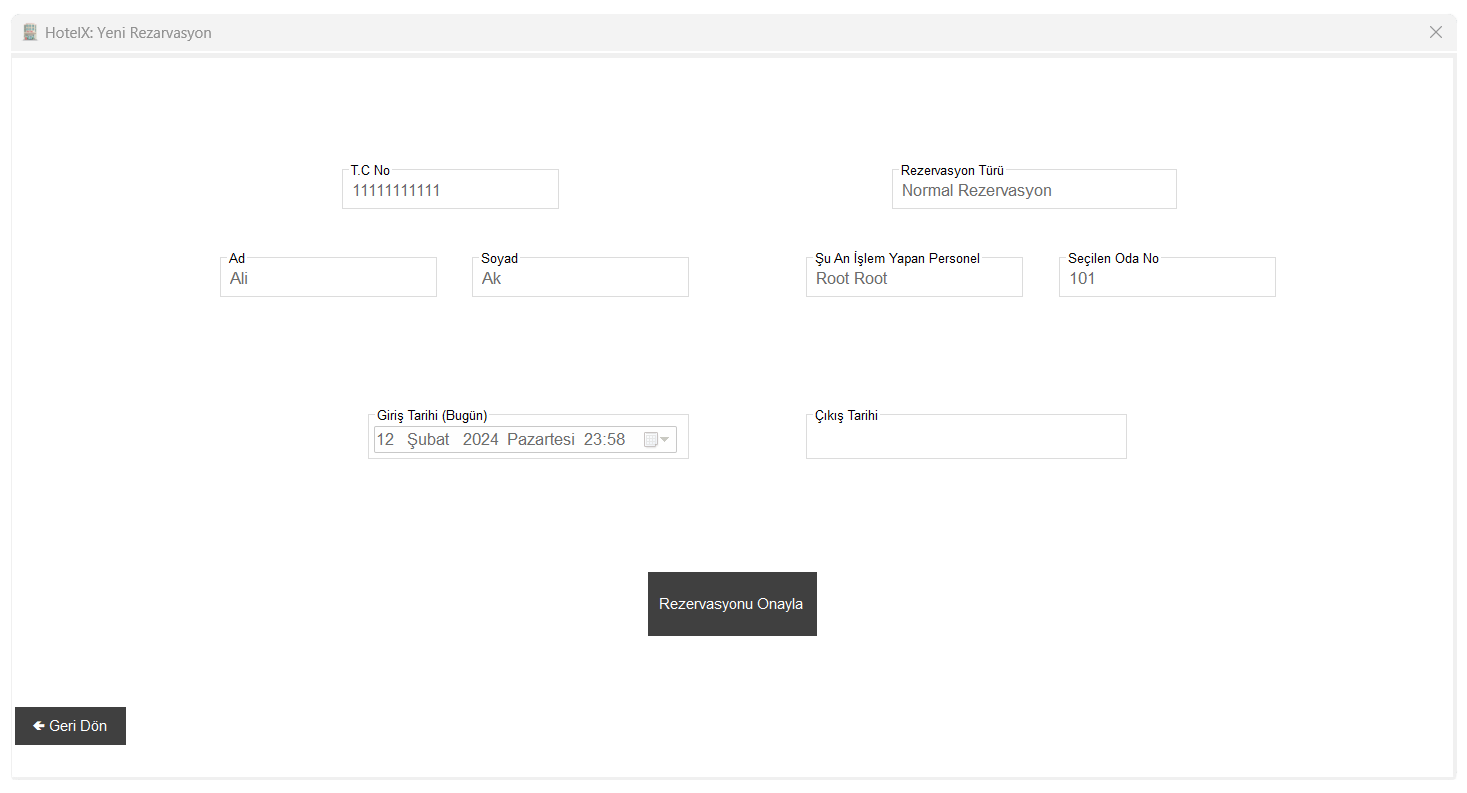 HotelX: Yeni Rezarvasyon
T.C No
11111111111
Rezervasyon Türü
Normal Rezervasyon
Ad
Ali
Soyad
Ak
Şu An İşlem Yapan Personel
Root Root
Seçilen Oda No
101
Giriş Tarihi (Bugün)
12 Şubat 2024 Pazartesi 23:58
Çıkış Tarihi
Rezervasyonu Onayla
🡸 Geri Dön